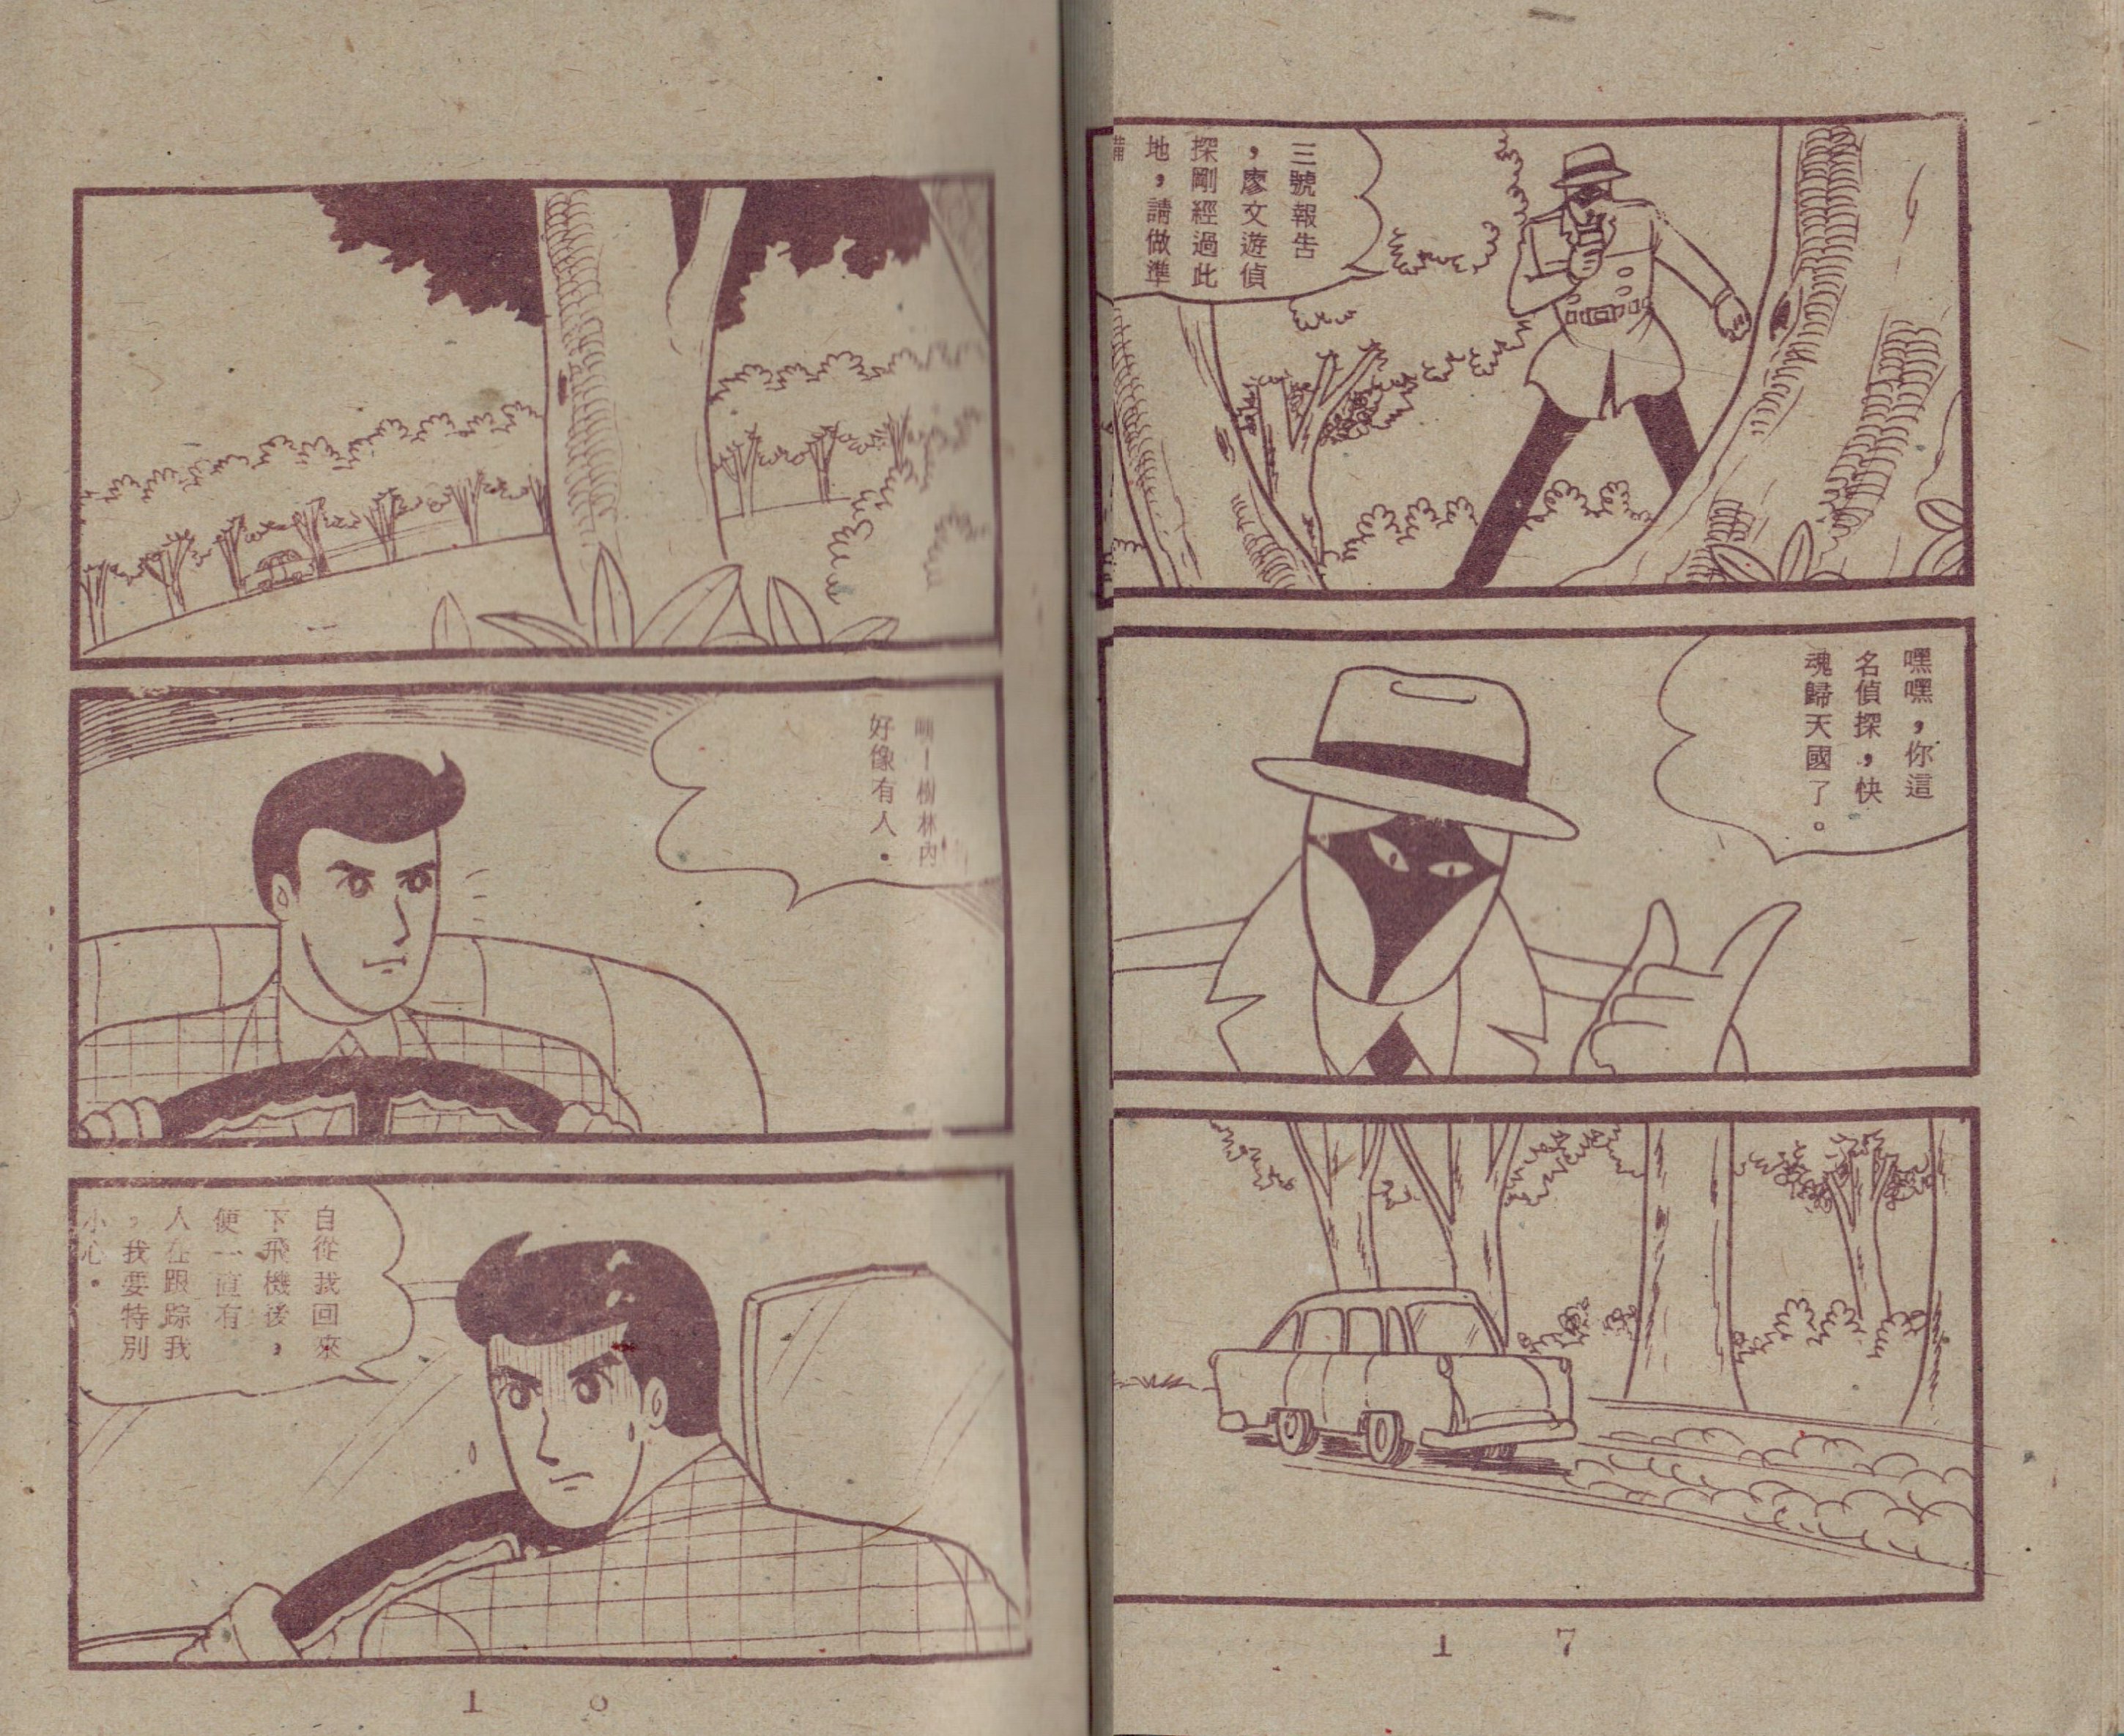 樹林內
好像有人。
自從我回來
下飛機後，
便一直有
人在跟踪我
，我要特別
小心。
1
三號報告
，廖文遊偵
探剛經過此
地，請做準
備
嘿嘿，你這
名偵探，快
魂歸天國了。
1 7